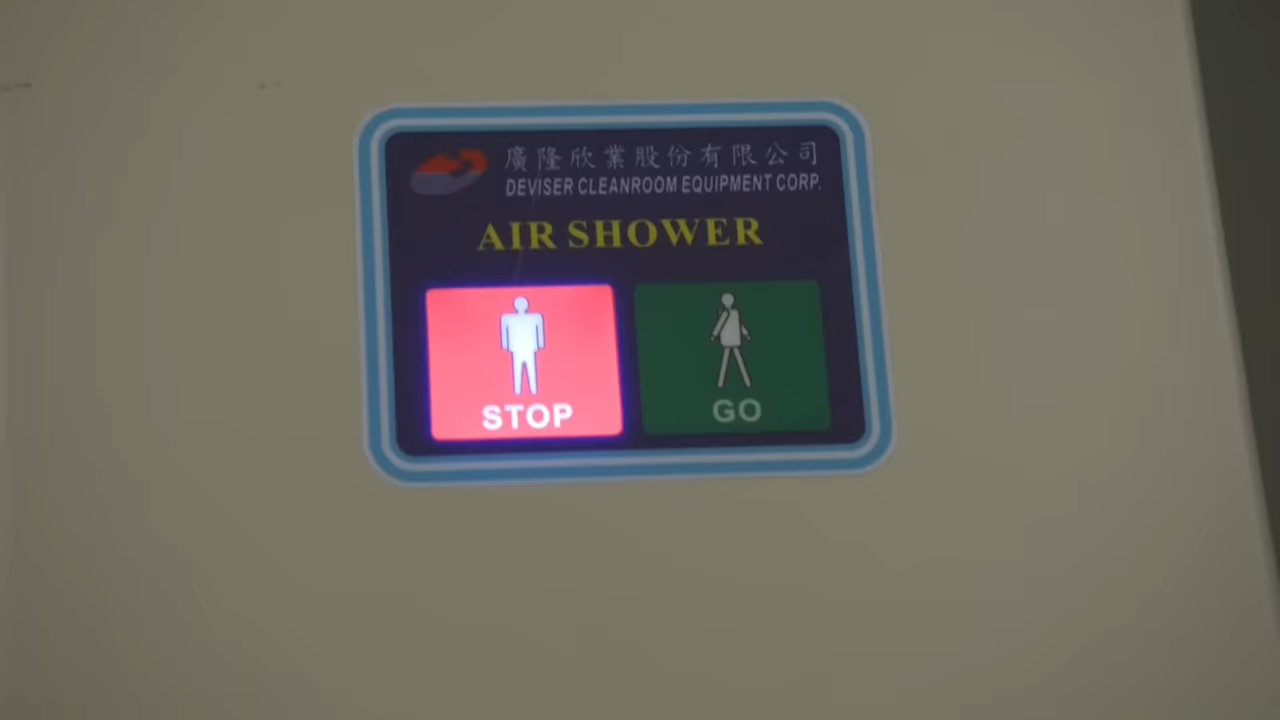 廣隆欣業股份有限公司
DEVISER CLEANROOM EQUIPMENT CORP.
AIR SHOWER
STOP
GO